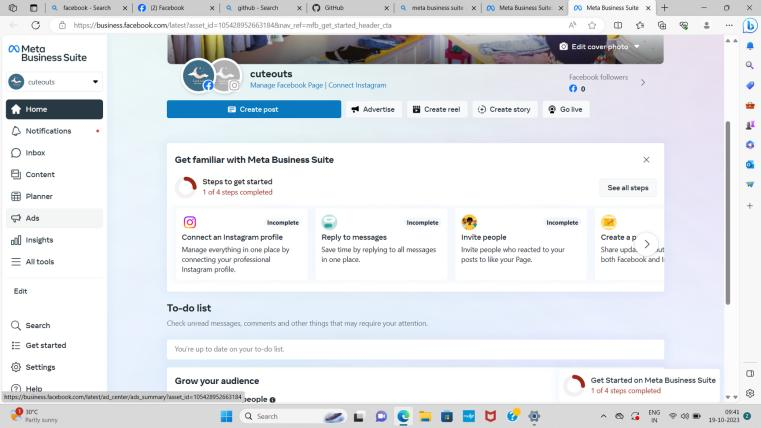 facebook - Search
(2) Facebook
github - Search
GitHub
meta business suite
Meta Business Suite
Meta Business Suite
https://business.facebook.com/latest?asset_id=105428952663184&nav_ref=mfb_get_started_header_cta
Meta
Business Suite
cuteouts
Home
Notifications
Inbox
Content
Planner
Ads
Insights
All tools
Edit
Search
Get started
Settings
Help
Edit cover photo
cuteouts
Manage Facebook Page | Connect Instagram
Facebook followers
0
Create post
Advertise
Create reel
Create story
Go live
Get familiar with Meta Business Suite
Steps to get started
1 of 4 steps completed
See all steps
Incomplete
Connect an Instagram profile
Manage everything in one place by
connecting your professional
Instagram profile.
Incomplete
Reply to messages
Save time by replying to all messages
in one place.
Incomplete
Invite people
Invite people who reacted to your
posts to like your Page.
Create a p
Share upda
both Facebook and I
To-do list
Check unread messages, comments and other things that may require your attention.
You're up to date on your to-do list.
Grow your audience
people
Get Started on Meta Business Suite
1 of 4 steps completed
https://business.facebook.com/latest/ad_center/ads_summary?asset_id=105428952663184
1
30°C
Partly sunny
Search
ENG
IN
09:41
19-10-2023
2